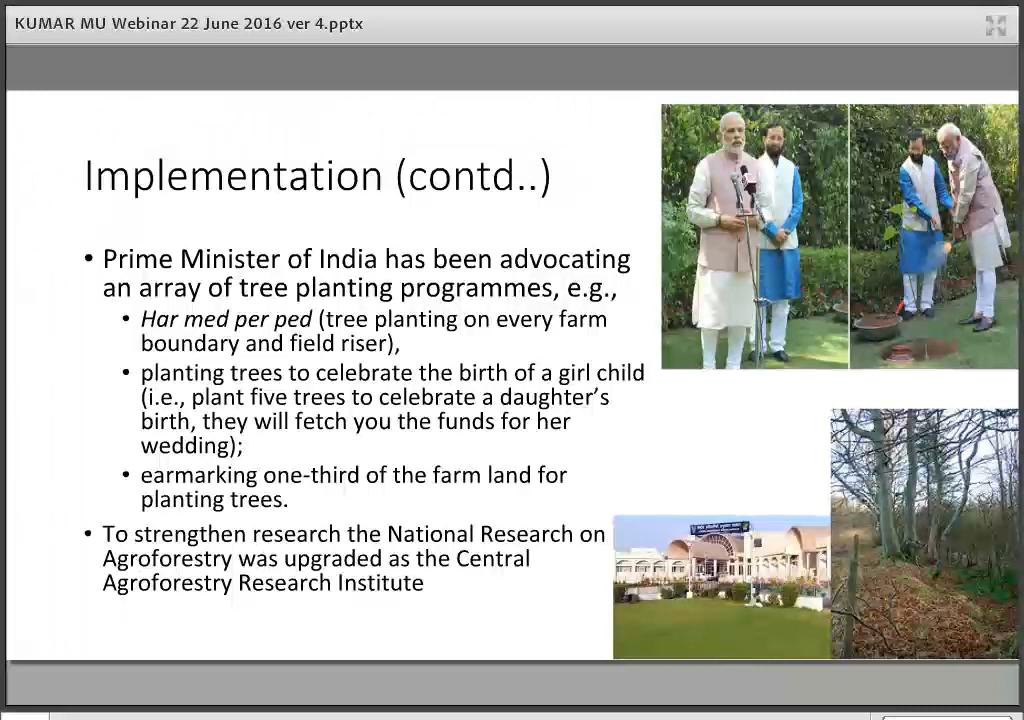 KUMAR MU Webinar 22 June 2016 ver 4.pptx
Implementation (contd..)
• Prime Minister of India has been advocating
an array of tree planting programmes, e.g.,
• Har med per ped (tree planting on every farm
boundary and field riser),
• planting trees to celebrate the birth of a girl child
(i.e., plant five trees to celebrate a daughter’s
birth, they will fetch you the funds for her
wedding);
• earmarking one-third of the farm land for
planting trees.
• To strengthen research the National Research on
Agroforestry was upgraded as the Central
Agroforestry Research Institute